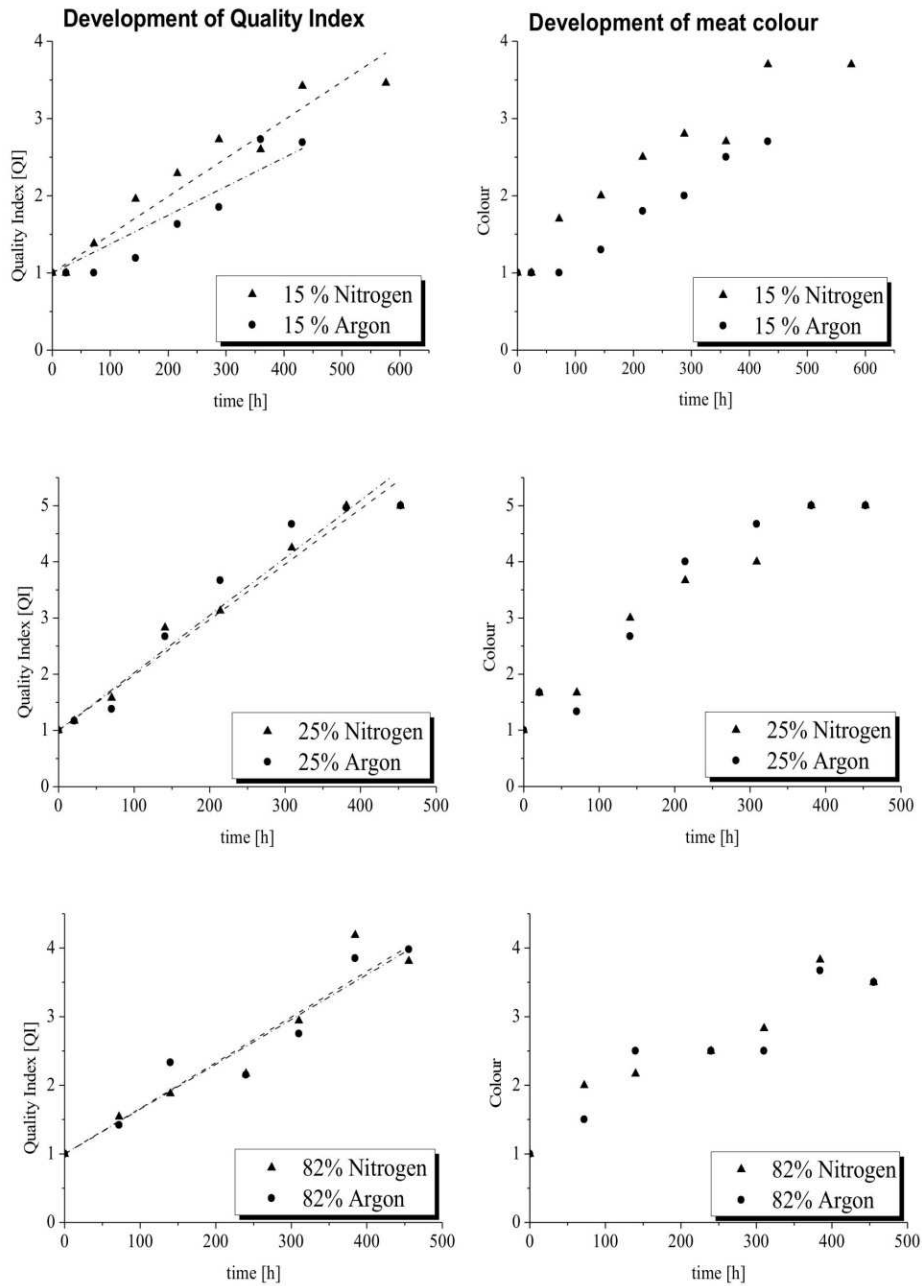 Development of Quality Index
Development of meat colour
4
3
2
1
0
Quality Index [QI]
0 100 200 300 400 500 600
time [h]
15 % Nitrogen
15 % Argon
4
3
2
1
0
Colour
0 100 200 300 400 500 600
time [h]
15 % Nitrogen
15 % Argon
5
4
3
2
1
0
Quality Index [QI]
0 100 200 300 400 500
time [h]
25% Nitrogen
25% Argon
5
4
3
2
1
0
Colour
0 100 200 300 400 500
time [h]
25% Nitrogen
25% Argon
4
3
2
1
0
Quality Index [QI]
0 100 200 300 400 500
time [h]
82% Nitrogen
82% Argon
4
3
2
1
0
Colour
0 100 200 300 400 500
time [h]
82% Nitrogen
82% Argon